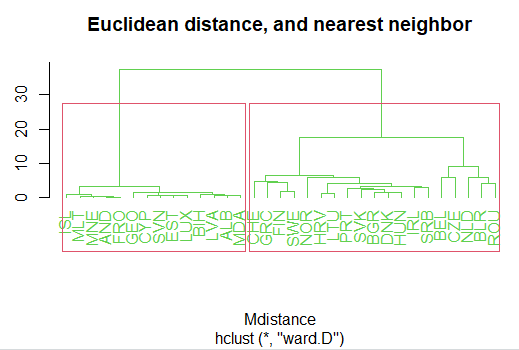 Euclidean distance, and nearest neighbor
30
20
10
0
ISL
MLT
MNE
AND
FRO
GEO
CYP
SVN
EST
LUX
BIH
LVA
ALB
MDA
CHE
GRC
FIN
SWE
NOR
HRV
LTU
PRT
SVK
BGR
DNK
HUN
IRL
SRB
BEL
CZE
NLD
BLR
ROU
Mdistance
hclust (*, "ward.D")